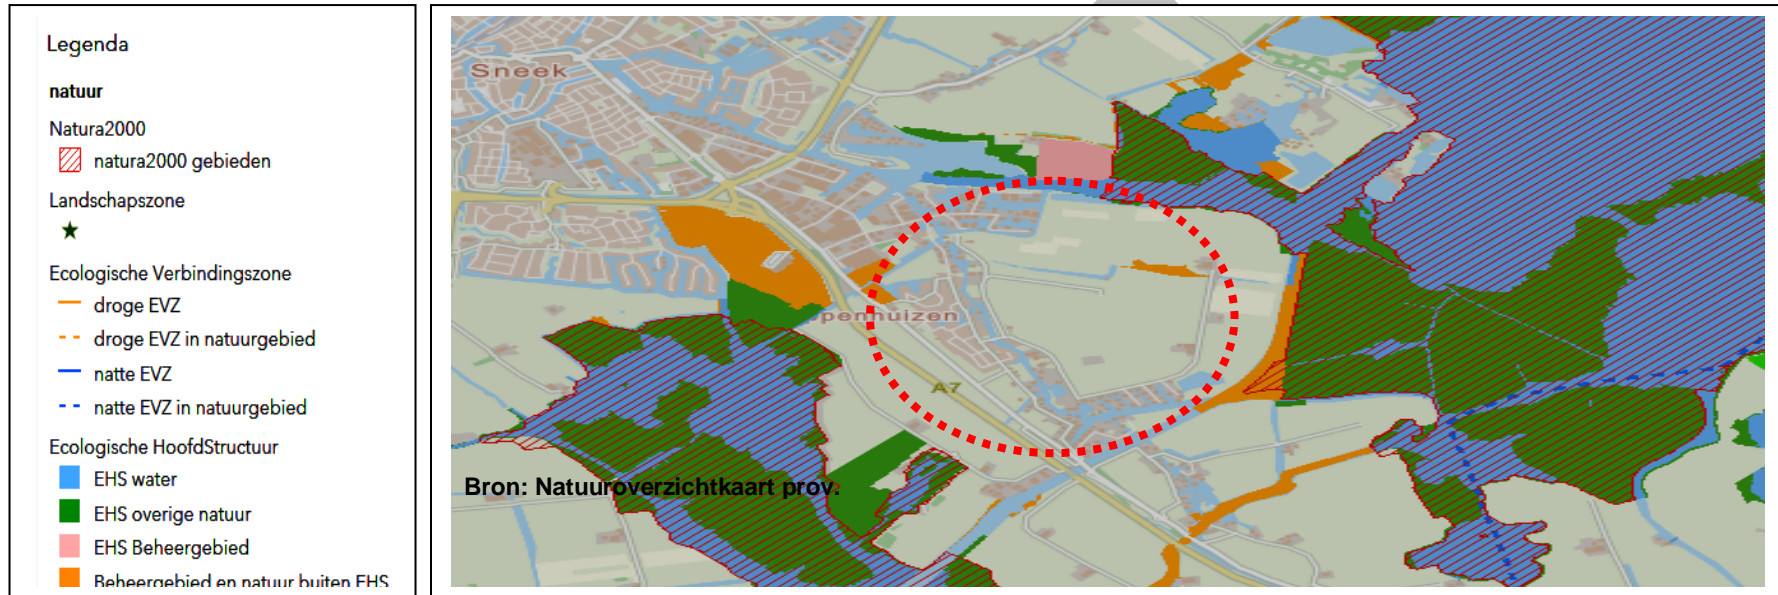 Legenda
natuur
Natura2000
natura2000 gebieden
Landschapszone
Ecologische Verbindingszone
droge EVZ
droge EVZ in natuurgebied
natte EVZ
natte EVZ in natuurgebied
Ecologische HoofdStructuur
EHS water
EHS overige natuur
EHS Beheergebied
Beheergebied en natuur buiten EHS
Sneek
ppenhuizen
A7
Bron: Natuuroverzichtkaart prov.